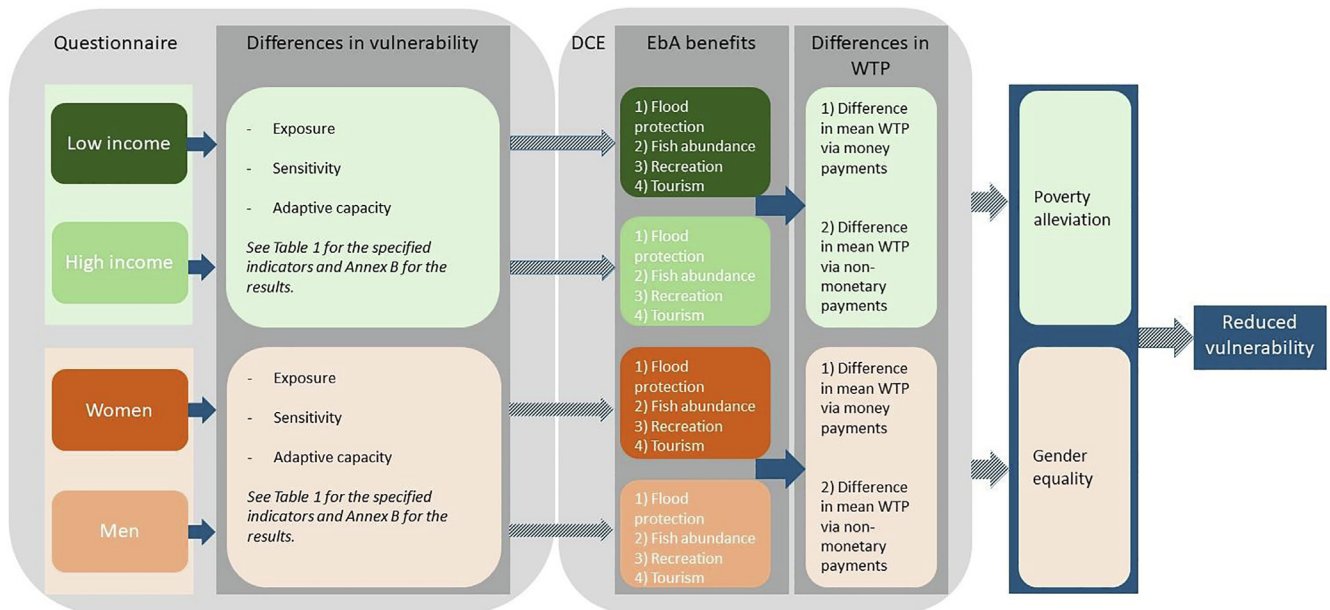 Questionnaire
Differences in vulnerability
DCE
EbA benefits
Differences in
WTP
Low income
High income
- Exposure
- Sensitivity
- Adaptive capacity
See Table 1 for the specified
indicators and Annex B for the
results.
1) Flood
protection
2) Fish abundance
3) Recreation
4) Tourism
1) Flood
protection
2) Fish abundance
3) Recreation
4) Tourism
1) Difference
in mean WTP
via money
payments
2) Difference
in mean WTP
via non-
monetary
payments
Poverty
alleviation
Women
Men
- Exposure
- Sensitivity
- Adaptive capacity
See Table 1 for the specified
indicators and Annex B for the
results.
1) Flood
protection
2) Fish abundance
3) Recreation
4) Tourism
1) Flood
protection
2) Fish abundance
3) Recreation
4) Tourism
1) Difference
in mean WTP
via money
payments
2) Difference
in mean WTP
via non-
monetary
payments
Gender
equality
Reduced
vulnerability